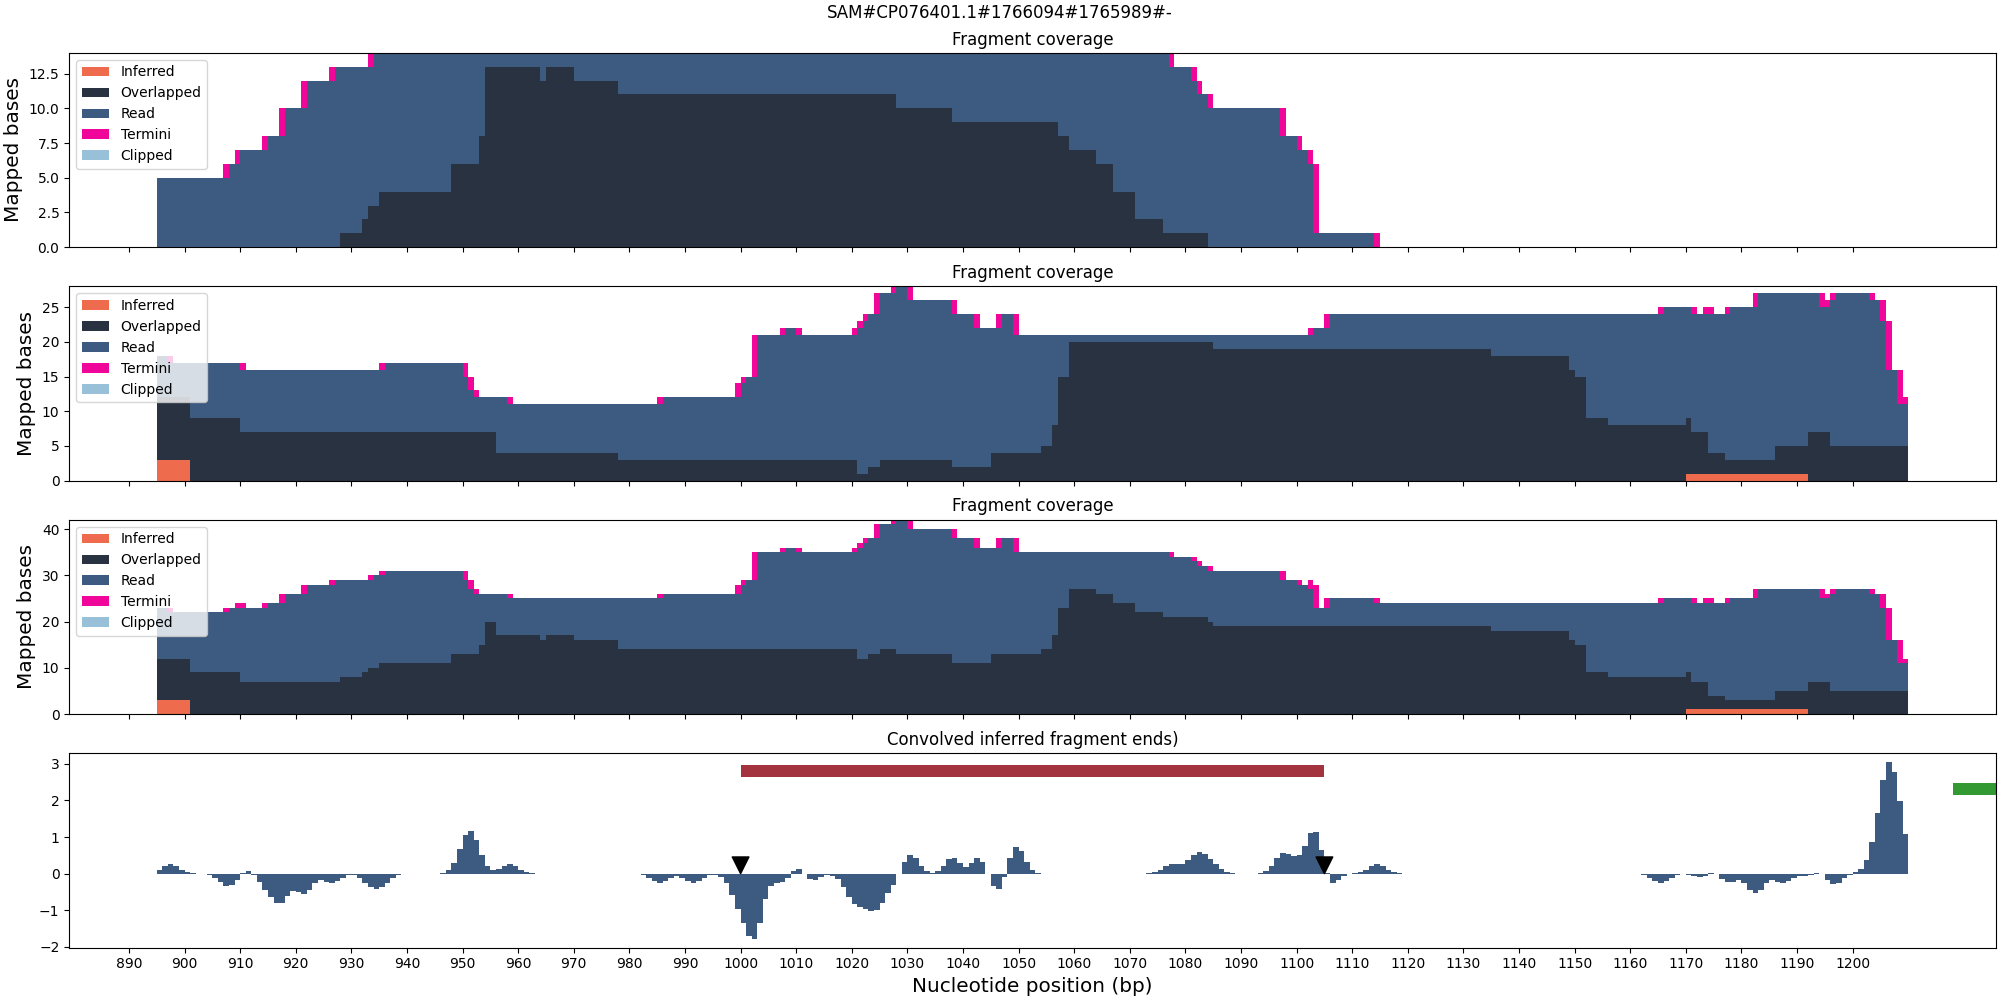 SAM#CP076401.1#1766094#1765989#-
Fragment coverage
Mapped bases
12.5
10.0
7.5
5.0
2.5
0.0
Inferred
Overlapped
Read
Termini
Clipped
Fragment coverage
Mapped bases
25
20
15
10
5
0
Inferred
Overlapped
Read
Termini
Clipped
Fragment coverage
Mapped bases
40
30
20
10
0
Inferred
Overlapped
Read
Termini
Clipped
Convolved inferred fragment ends)
3
2
1
0
−1
−2
890 900 910 920 930 940 950 960 970 980 990 1000 1010 1020 1030 1040 1050 1060 1070 1080 1090 1100 1110 1120 1130 1140 1150 1160 1170 1180 1190 1200
Nucleotide position (bp)